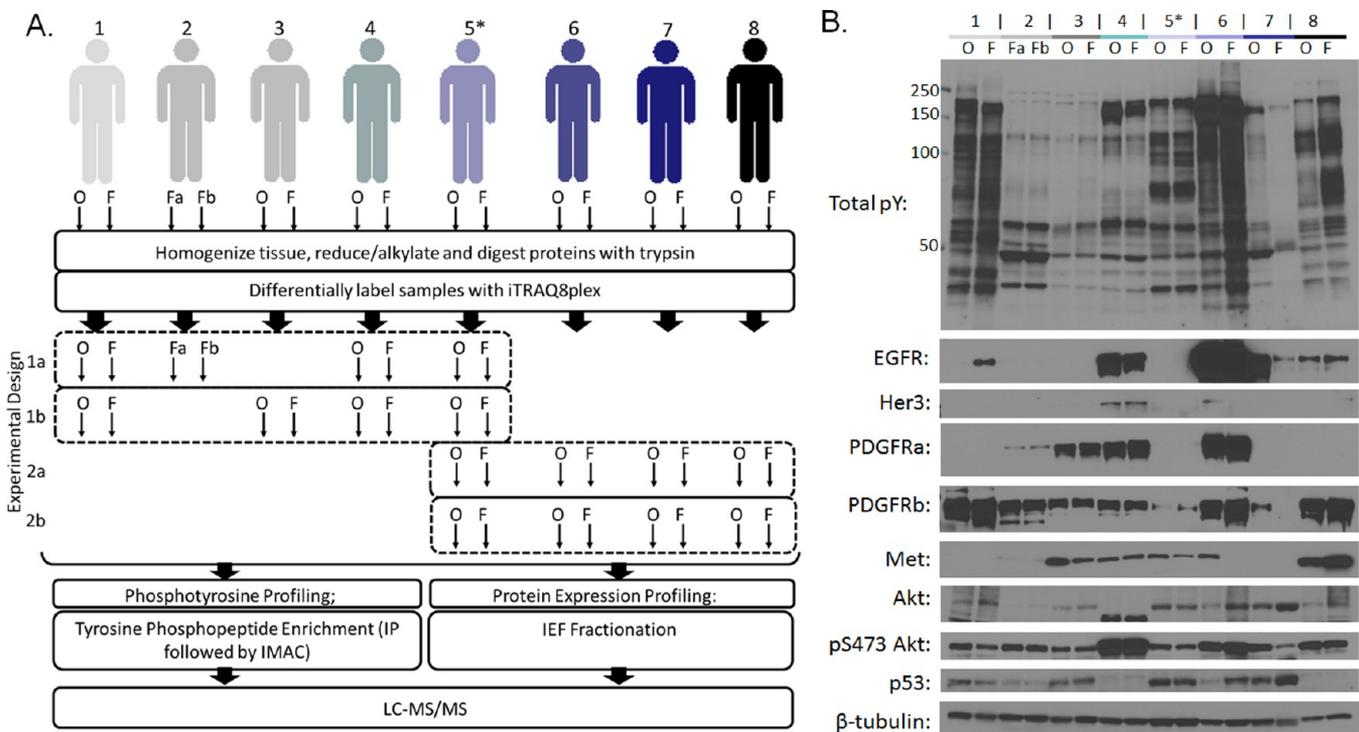 A.
1 2 3 4 5* 6 7 8
O F Fa Fb O F O F O F O F O F O F
Homogenize tissue, reduce/alkylate and digest proteins with trypsin
Differentially label samples with iTRAQ8plex
Experimental Design
1a O F Fa Fb O F O F
1b O F O F O F O F
2a O F O F O F O F
2b O F O F O F O F
Phosphotyrosine Profiling;
Tyrosine Phosphopeptide Enrichment (IP
followed by IMAC)
Protein Expression Profiling:
IEF Fractionation
LC-MS/MS
B.
1 | 2 | 3 | 4 | 5* | 6 | 7 | 8
O F Fa Fb O F O F O F O F O F O F
250
150
100
Total pY:
50
EGFR:
Her3:
PDGFRa:
PDGFRb:
Met:
Akt:
pS473 Akt:
p53:
β-tubulin: